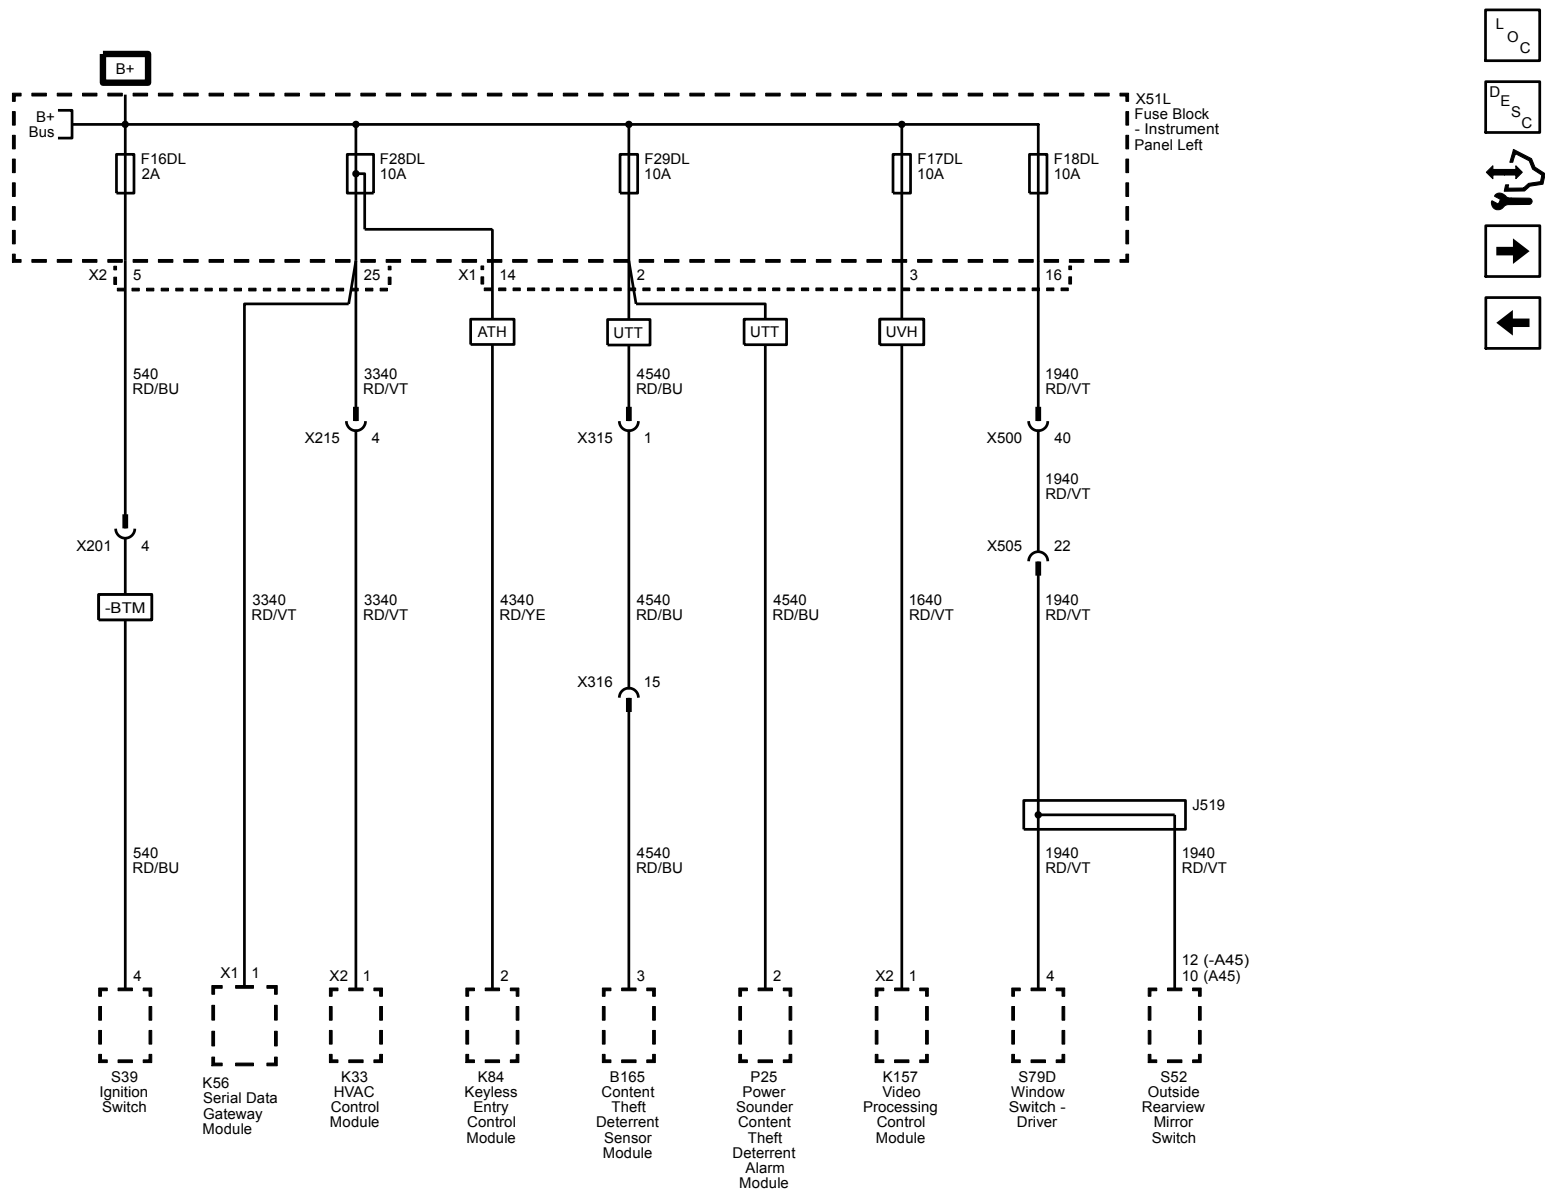 L
O
C
B+
X51L
Fuse Block
- Instrument
Panel Left
D
E
S
C
B+
Bus
F16DL
2A
F28DL
10A
F29DL
10A
F17DL
10A
F18DL
10A
X2 5
25
X1 14
2
3
16
ATH
UTT
UTT
UVH
540
RD/BU
3340
RD/VT
4540
RD/BU
1940
RD/VT
X215 4
X315 1
X500 40
1940
RD/VT
X201 4
X505 22
-BTM
3340
RD/VT
3340
RD/VT
4340
RD/YE
4540
RD/BU
4540
RD/BU
1640
RD/VT
1940
RD/VT
X316 15
J519
540
RD/BU
4540
RD/BU
1940
RD/VT
1940
RD/VT
4
X1 1
X2 1
2
3
2
X2 1
4
12 (-A45)
10 (A45)
S39
Ignition
Switch
K56
Serial Data
Gateway
Module
K33
HVAC
Control
Module
K84
Keyless
Entry
Control
Module
B165
Content
Theft
Deterrent
Sensor
Module
P25
Power
Sounder
Content
Theft
Deterrent
Alarm
Module
K157
Video
Processing
Control
Module
S79D
Window
Switch -
Driver
S52
Outside
Rearview
Mirror
Switch